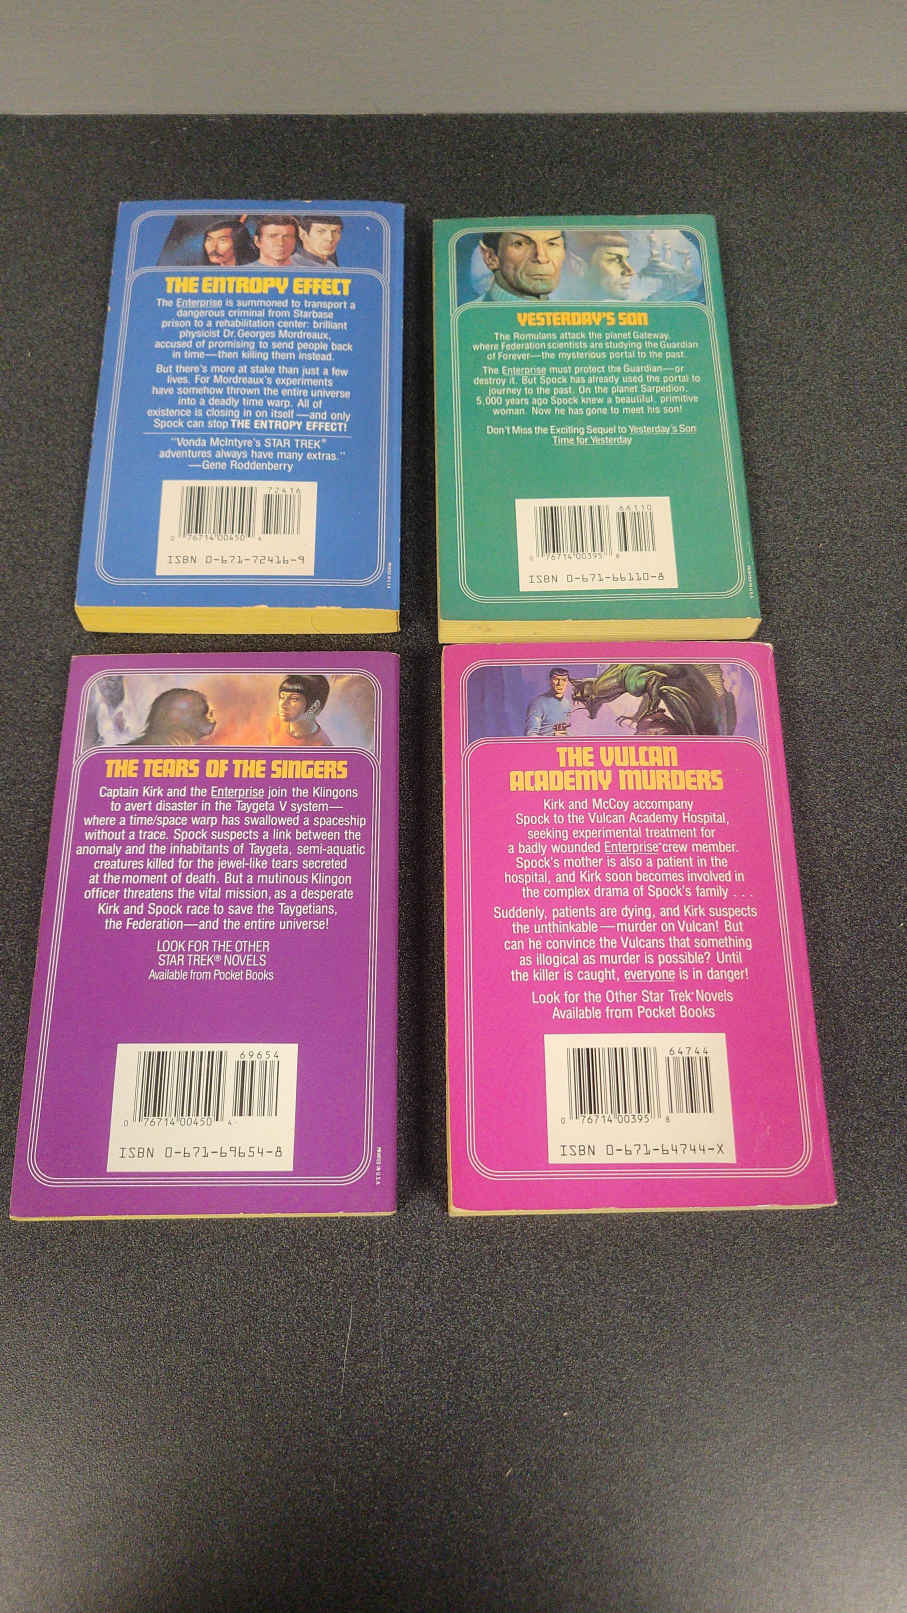 THE ENTROPY EFFECT
The Enterprise is summoned to transport a
dangerous criminal from Starbase
prison to a rehabilitation center: brilliant
physicist Dr. Georges Mordreaux,
accused of promising to send people back
in time—then killing them instead.
But there's more at stake than just a few
lives. For Mordreaux's experiments
have somehow thrown the entire universe
into a deadly time warp. All of
existence is closing in on itself—and only
Spock can stop THE ENTROPY EFFECT!
"Vonda McIntyre's STAR TREK®
adventures always have many extras."
—Gene Roddenberry
72416
0 76714 00450 4
ISBN 0-671-72416-9
YESTERDAY'S SON
The Romulans attack the planet Gateway,
where Federation scientists are studying the Guardian
of Forever—the mysterious portal to the past.
The Enterprise must protect the Guardian—or
destroy it. But Spock has already used the portal to
journey to the past. On the planet Sarpedion,
5,000 years ago Spock knew a beautiful, primitive
woman. Now he has gone to meet his son!
Don't Miss the Exciting Sequel to Yesterday's Son
Time for Yesterday
66110
0 76714 00395 8
ISBN 0-671-66110-8
THE TEARS OF THE SINGERS
Captain Kirk and the Enterprise join the Klingons
to avert disaster in the Taygeta V system—
where a time/space warp has swallowed a spaceship
without a trace. Spock suspects a link between the
anomaly and the inhabitants of Taygeta, semi-aquatic
creatures killed for the jewel-like tears secreted
at the moment of death. But a mutinous Klingon
officer threatens the vital mission, as a desperate
Kirk and Spock race to save the Taygetians,
the Federation—and the entire universe!
LOOK FOR THE OTHER
STAR TREK® NOVELS
Available from Pocket Books
69654
0 76714 00450 4
ISBN 0-671-69654-8
PRINTED IN U.S.A.
THE VULCAN
ACADEMY MURDERS
Kirk and McCoy accompany
Spock to the Vulcan Academy Hospital,
seeking experimental treatment for
a badly wounded Enterprise crew member.
Spock's mother is also a patient in the
hospital, and Kirk soon becomes involved in
the complex drama of Spock's family . . .
Suddenly, patients are dying, and Kirk suspects
the unthinkable—murder on Vulcan! But
can he convince the Vulcans that something
as illogical as murder is possible? Until
the killer is caught, everyone is in danger!
Look for the Other Star Trek Novels
Available from Pocket Books
64744
0 76714 00395 8
ISBN 0-671-64744-X